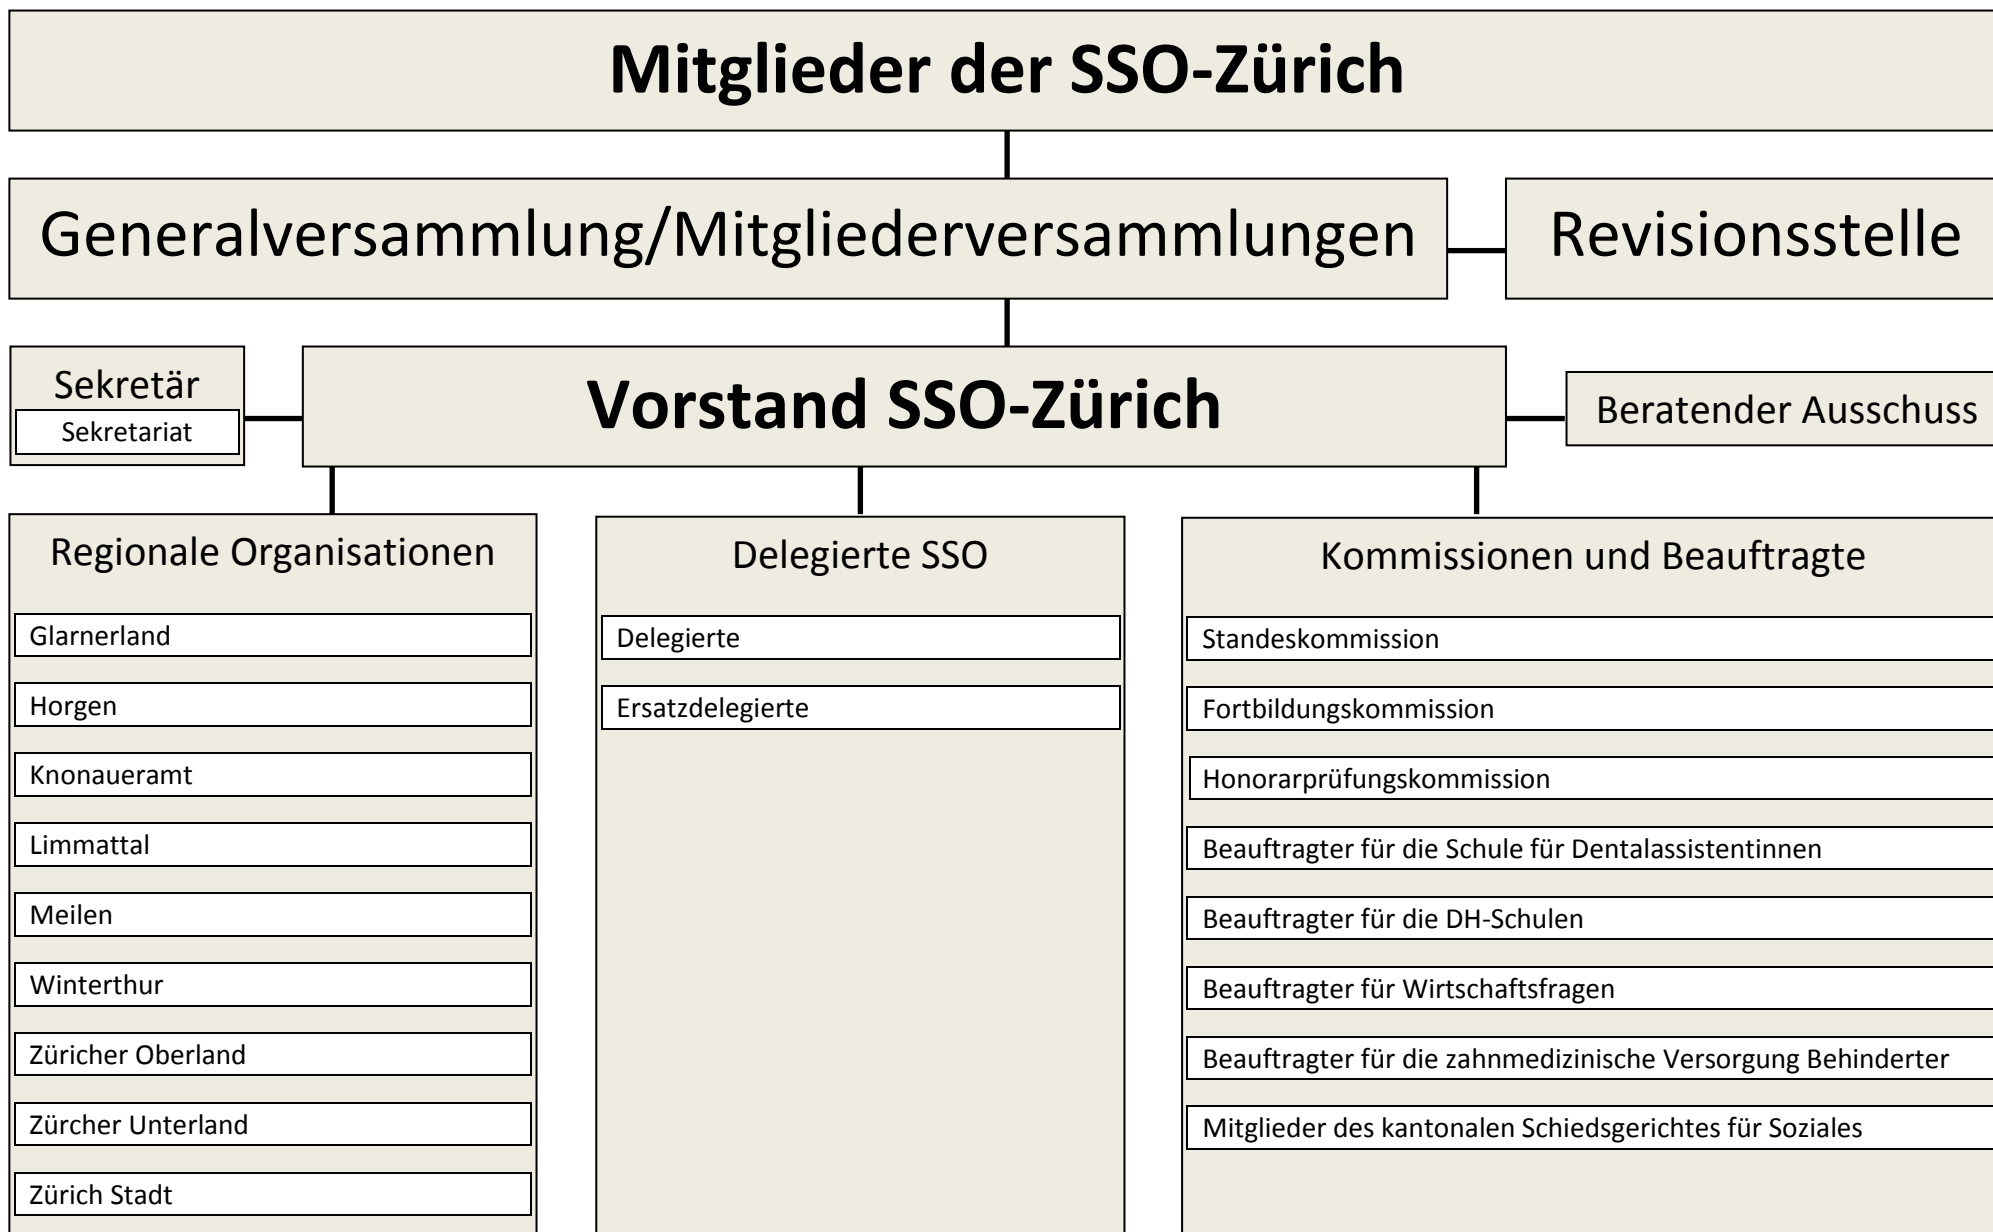 Mitglieder der SSO-Zürich
Generalversammlung/Mitgliederversammlungen
Revisionsstelle
Sekretär
Sekretariat
Vorstand SSO-Zürich
Beratender Ausschuss
Regionale Organisationen
Glarnerland
Horgen
Knonaueramt
Limmattal
Meilen
Winterthur
Züricher Oberland
Zürcher Unterland
Zürich Stadt
Delegierte SSO
Delegierte
Ersatzdelegierte
Kommissionen und Beauftragte
Standeskommission
Fortbildungskommission
Honorarprüfungskommission
Beauftragter für die Schule für Dentalassistentinnen
Beauftragter für die DH-Schulen
Beauftragter für Wirtschaftsfragen
Beauftragter für die zahnmedizinische Versorgung Behinderter
Mitglieder des kantonalen Schiedsgerichtes für Soziales